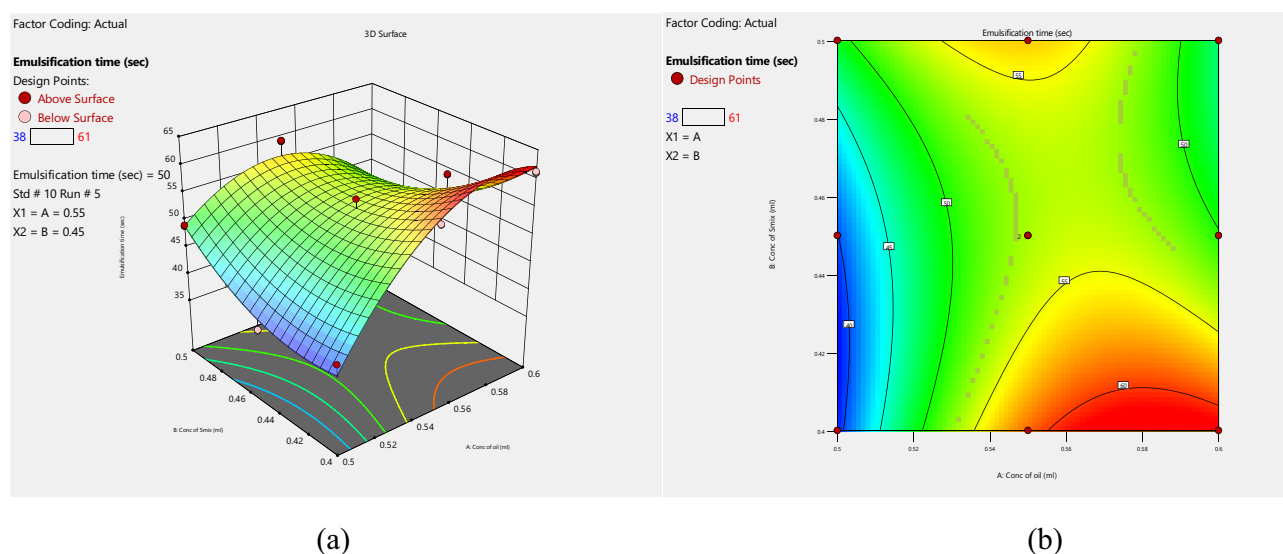 Factor Coding: Actual
3D Surface
Emulsification time (sec)
Design Points:
Above Surface
Below Surface
38 61
Emulsification time (sec) = 50
Std # 10 Run # 5
X1 = A = 0.55
X2 = B = 0.45
Emulsification time (sec)
65
60
55
50
45
40
35
0.5
0.48
0.46
0.44
0.42
0.4
0.5
0.52
0.54
0.56
0.58
0.6
B: Conc of Smix (ml)
A: Conc of oil (ml)
(a)
Factor Coding: Actual
Emulsification time (sec)
Emulsification time (sec)
Design Points
38 61
X1 = A
X2 = B
0.5
0.48
0.46
0.44
0.42
0.4
B: Conc of Smix (ml)
55
50
50
45
2
55
40
60
0.5 0.52 0.54 0.56 0.58 0.6
A: Conc of oil (ml)
(b)